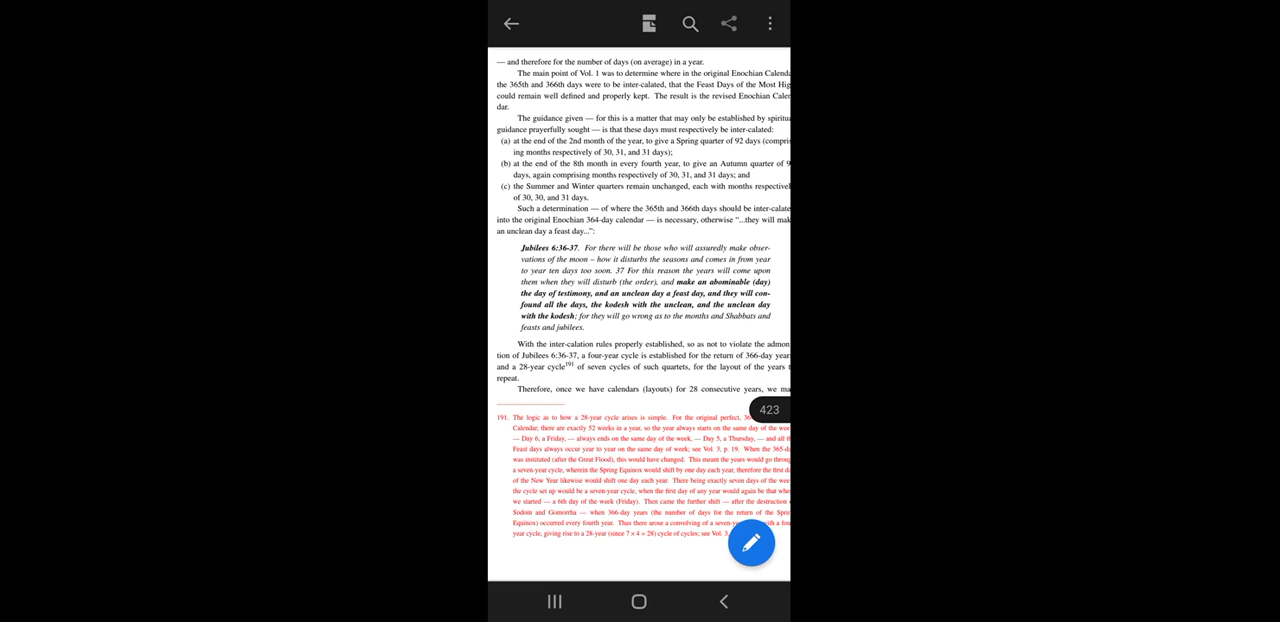 — and therefore for the number of days (on average) in a year.
The main point of Vol. 1 was to determine where in the original Enochian Calenda
the 365th and 366th days were to be inter-calated, that the Feast Days of the Most Hig
could remain well defined and properly kept. The result is the revised Enochian Calen
dar.
The guidance given — for this is a matter that may only be established by spiritua
guidance prayerfully sought — is that these days must respectively be inter-calated:
(a) at the end of the 2nd month of the year, to give a Spring quarter of 92 days (compris
ing months respectively of 30, 31, and 31 days);
(b) at the end of the 8th month in every fourth year, to give an Autumn quarter of 9
days, again comprising months respectively of 30, 31, and 31 days; and
(c) the Summer and Winter quarters remain unchanged, each with months respectivel
of 30, 30, and 31 days.
Such a determination — of where the 365th and 366th days should be inter-calate
into the original Enochian 364-day calendar — is necessary, otherwise “...they will mak
an unclean day a feast day...”:
Jubilees 6:36-37. For there will be those who will assuredly make obser-
vations of the moon – how it disturbs the seasons and comes in from year
to year ten days too soon. 37 For this reason the years will come upon
them when they will disturb (the order), and make an abominable (day)
the day of testimony, and an unclean day a feast day, and they will con-
found all the days, the kodesh with the unclean, and the unclean day
with the kodesh; for they will go wrong as to the months and Shabbats and
feasts and jubilees.
With the inter-calation rules properly established, so as not to violate the admon
tion of Jubilees 6:36-37, a four-year cycle is established for the return of 366-day year
and a 28-year cycle191 of seven cycles of such quartets, for the layout of the years t
repeat.
Therefore, once we have calendars (layouts) for 28 consecutive years, we ma
423
191. The logic as to how a 28-year cycle arises is simple. For the original perfect, 36
Calendar, there are exactly 52 weeks in a year, so the year always starts on the same day of the wee
— Day 6, a Friday, — always ends on the same day of the week, — Day 5, a Thursday, — and all th
Feast days always occur year to year on the same day of week; see Vol. 3, p. 19. When the 365-da
was instituted (after the Great Flood), this would have changed. This meant the years would go throug
a seven-year cycle, wherein the Spring Equinox would shift by one day each year, therefore the first da
of the New Year likewise would shift one day each year. There being exactly seven days of the wee
the cycle set up would be a seven-year cycle, when the first day of any year would again be that wher
we started — a 6th day of the week (Friday). Then came the further shift — after the destruction
Sodom and Gomorrha — when 366-day years (the number of days for the return of the Sprin
Equinox) occurred every fourth year. Thus there arose a convolving of a seven-ye with a fou
year cycle, giving rise to a 28-year (since 7 × 4 = 28) cycle of cycles; see Vol. 3